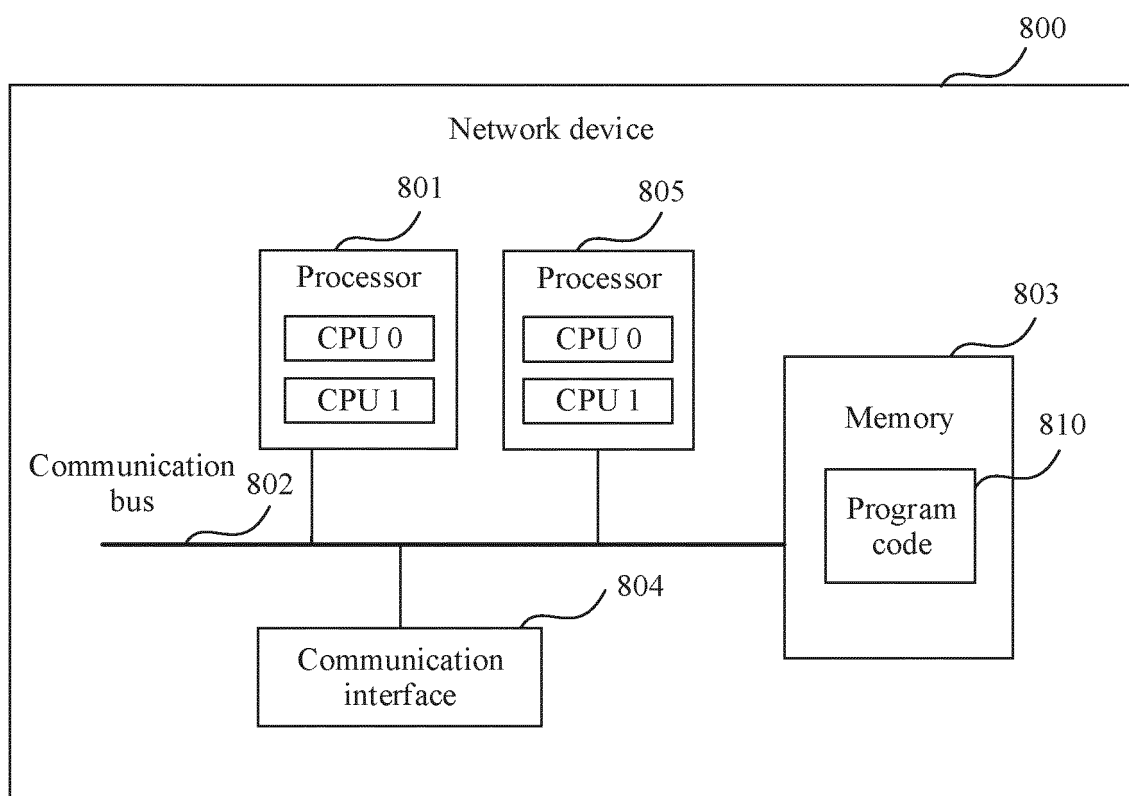 800
Network device
801
805
Processor
Processor
CPU 0
CPU 0
CPU 1
CPU 1
803
Memory
810
Program
code
Communication
bus
802
804
Communication
interface